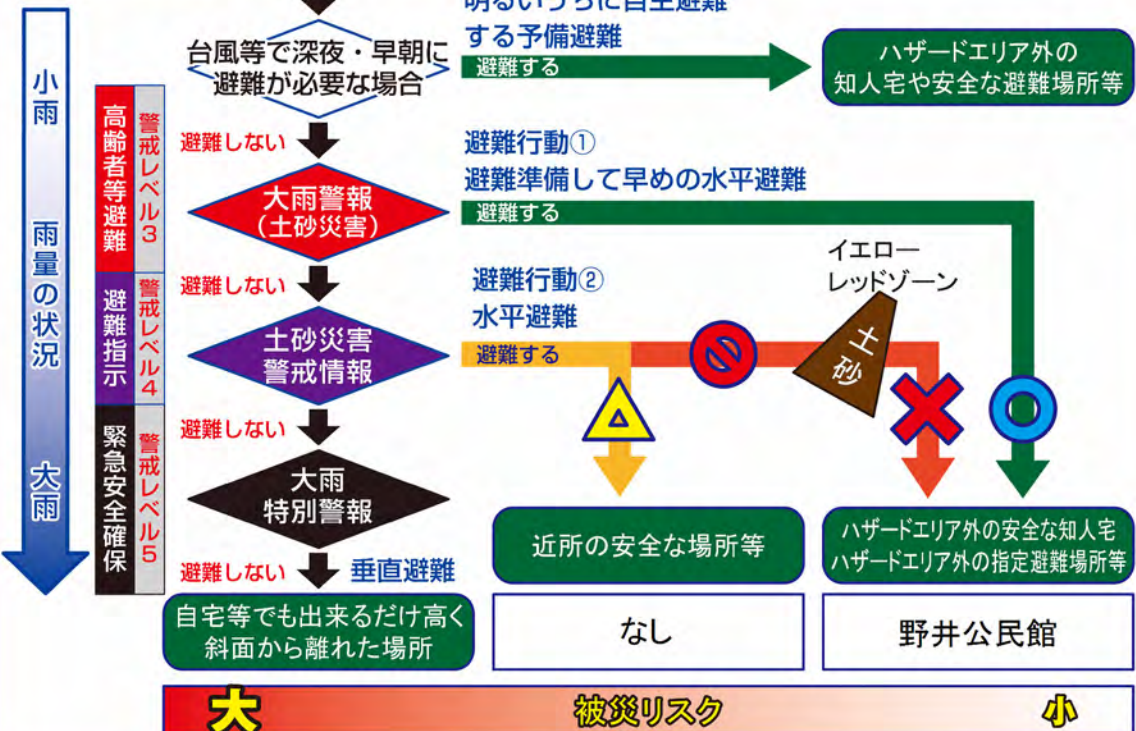 明るいうちに自主避難
する予備避難
台風等で深夜・早朝に
避難が必要な場合
避難する
ハザードエリア外の
知人宅や安全な避難場所等
小雨
雨量の状況
大雨
高齢者等避難
警戒レベル3
避難しない
避難行動①
避難準備して早めの水平避難
大雨警報
(土砂災害)
避難する
避難指示
警戒レベル4
避難しない
避難行動②
水平避難
土砂災害
警戒情報
避難する
イエロー
レッドゾーン
土砂
緊急安全確保
警戒レベル5
避難しない
大雨
特別警報
避難しない
垂直避難
自宅等でも出来るだけ高く
斜面から離れた場所
近所の安全な場所等
なし
ハザードエリア外の安全な知人宅
ハザードエリア外の指定避難場所等
野井公民館
大
被災リスク
小